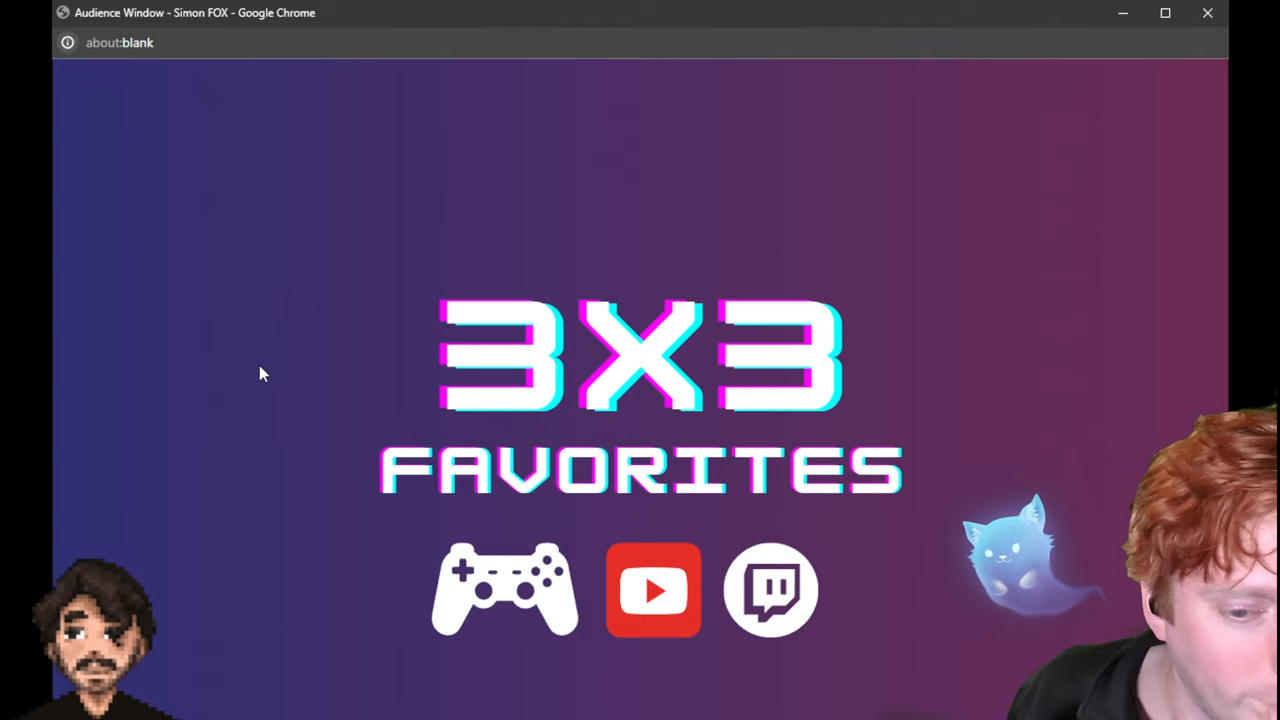 Audience Window - Simon FOX - Google Chrome
about:blank
3X3
FAVORITES